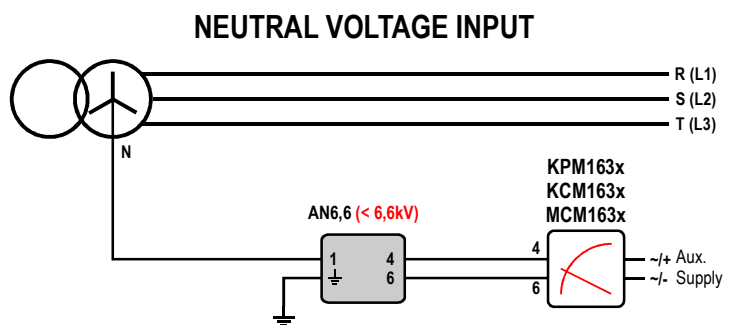 NEUTRAL VOLTAGE INPUT
R (L1)
S (L2)
T (L3)
N
KPM163x
KCM163x
MCM163x
AN6,6 (< 6,6kV)
1 4
6
4
6
~/+ Aux.
~/- Supply